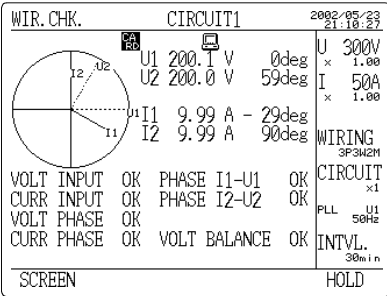 WIR.CHK. CIRCUIT1 2002/05/23
21:10:27
CA
RD
U1 200.1 V 0deg
U2 200.0 V 59deg
I1 9.99 A - 29deg
I2 9.99 A 90deg
I2 U2
U1
I1
VOLT INPUT OK PHASE I1-U1 OK
CURR INPUT OK PHASE I2-U2 OK
VOLT PHASE OK
CURR PHASE OK VOLT BALANCE OK
U 300V
× 1.00
I 50A
× 1.00
WIRING
3P3W2M
CIRCUIT
×1
PLL U1
50Hz
INTVL.
30min
SCREEN HOLD